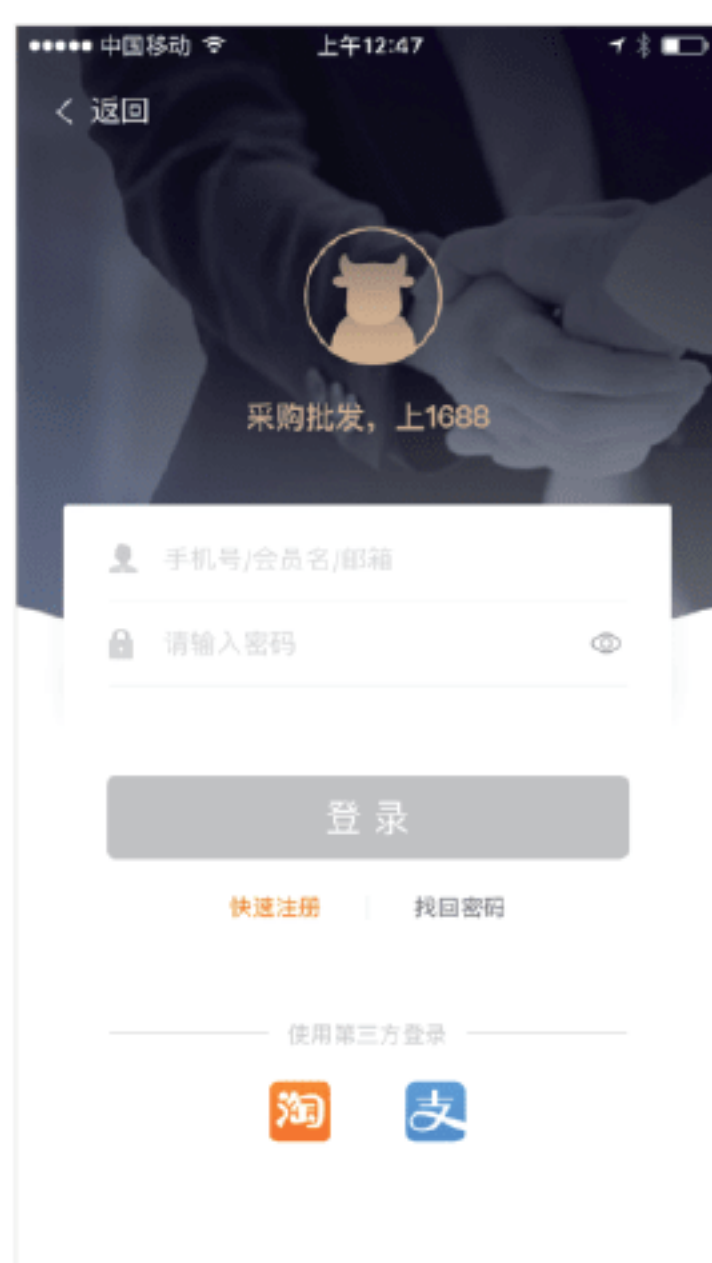 中国移动 上午12:47
返回
采购批发，上1688
手机号/会员名/邮箱
请输入密码
登录
快速注册 找回密码
使用第三方登录
淘 支